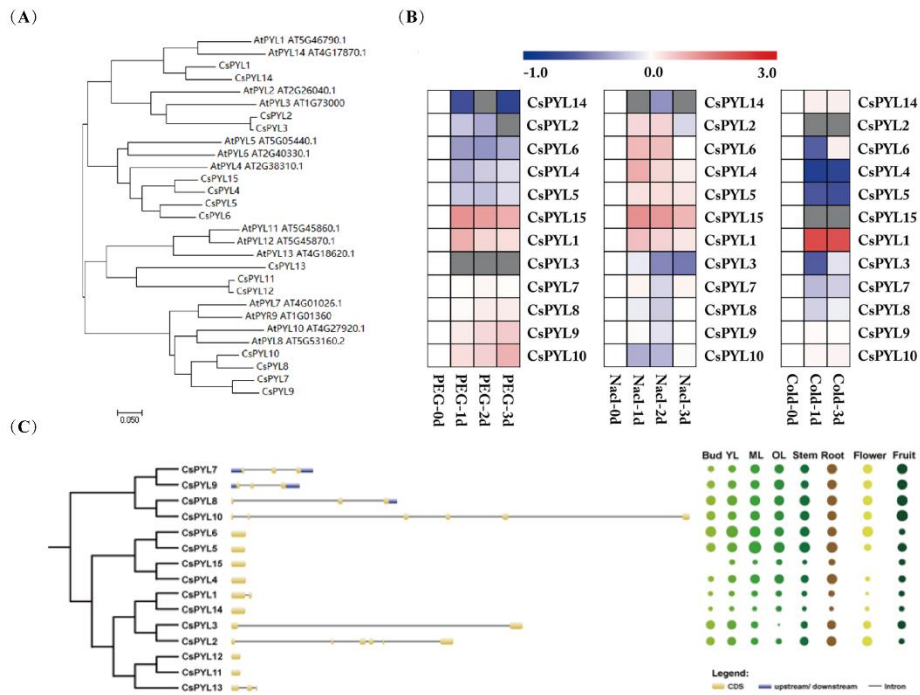 (A)
AtPYL1 AT5G46790.1
AtPYL14 AT4G17870.1
CsPYL1
CsPYL14
AtPYL2 AT2G26040.1
AtPYL3 AT1G73000
CsPYL2
CsPYL3
AtPYL5 AT5G05440.1
AtPYL6 AT2G40330.1
AtPYL4 AT2G38310.1
CsPYL15
CsPYL4
CsPYL5
CsPYL6
AtPYL11 AT5G45860.1
AtPYL12 AT5G45870.1
AtPYL13 AT4G18620.1
CsPYL13
CsPYL11
CsPYL12
AtPYL7 AT4G01026.1
AtPYR9 AT1G01360
AtPYL10 AT4G27920.1
AtPYL8 AT5G53160.2
CsPYL10
CsPYL8
CsPYL7
CsPYL9
0.050
(B)
-1.0 0.0 3.0
CsPYL14 CsPYL14 CsPYL14
CsPYL2 CsPYL2 CsPYL2
CsPYL6 CsPYL6 CsPYL6
CsPYL4 CsPYL4 CsPYL4
CsPYL5 CsPYL5 CsPYL5
CsPYL15 CsPYL15 CsPYL15
CsPYL1 CsPYL1 CsPYL1
CsPYL3 CsPYL3 CsPYL3
CsPYL7 CsPYL7 CsPYL7
CsPYL8 CsPYL8 CsPYL8
CsPYL9 CsPYL9 CsPYL9
CsPYL10 CsPYL10 CsPYL10
PEG-0d
PEG-1d
PEG-2d
PEG-3d
Nacl-0d
Nacl-1d
Nacl-2d
Nacl-3d
Cold-0d
Cold-1d
Cold-3d
(C)
Bud YL ML OL Stem Root Flower Fruit
CsPYL7
CsPYL9
CsPYL8
CsPYL10
CsPYL6
CsPYL5
CsPYL15
CsPYL4
CsPYL1
CsPYL14
CsPYL3
CsPYL2
CsPYL12
CsPYL11
CsPYL13
Legend:
CDS upstream/ downstream Intron